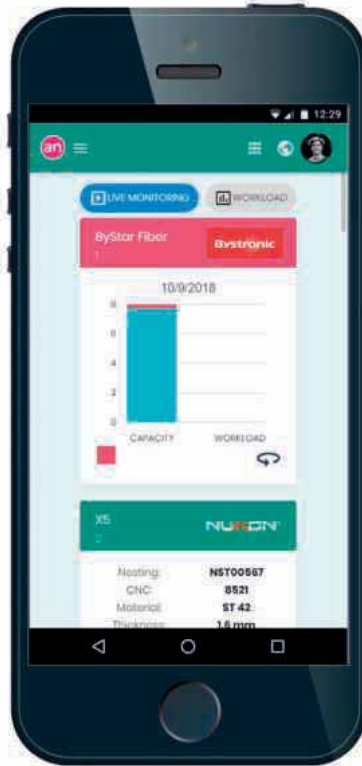 12:29
an
LIVE MONITORING WORKLOAD
ByStar Fiber Bystronic
1
10/9/2018
8
6
4
2
0
CAPACITY WORKLOAD
X5 NUKON
2
Nesting: NST00567
CNC: 8521
Material: ST 42
Thickness: 1.6 mm